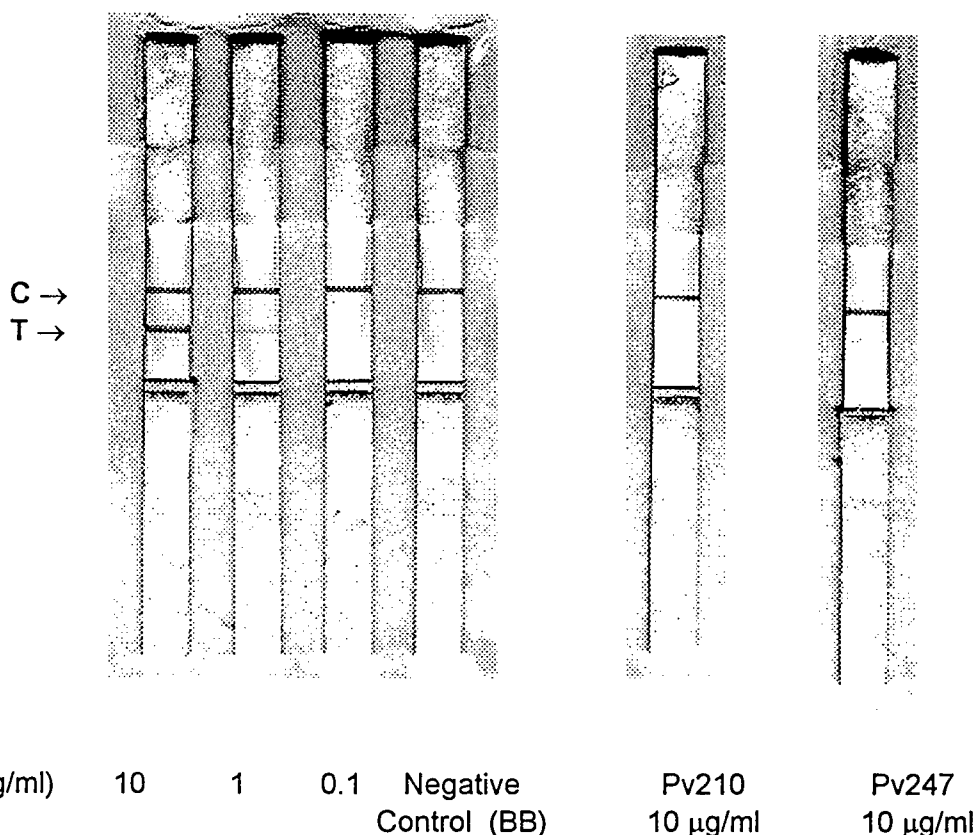 C →
T →
g/ml) 10 1 0.1 Negative Pv210 Pv247
Control (BB) 10 μg/ml 10 μg/ml